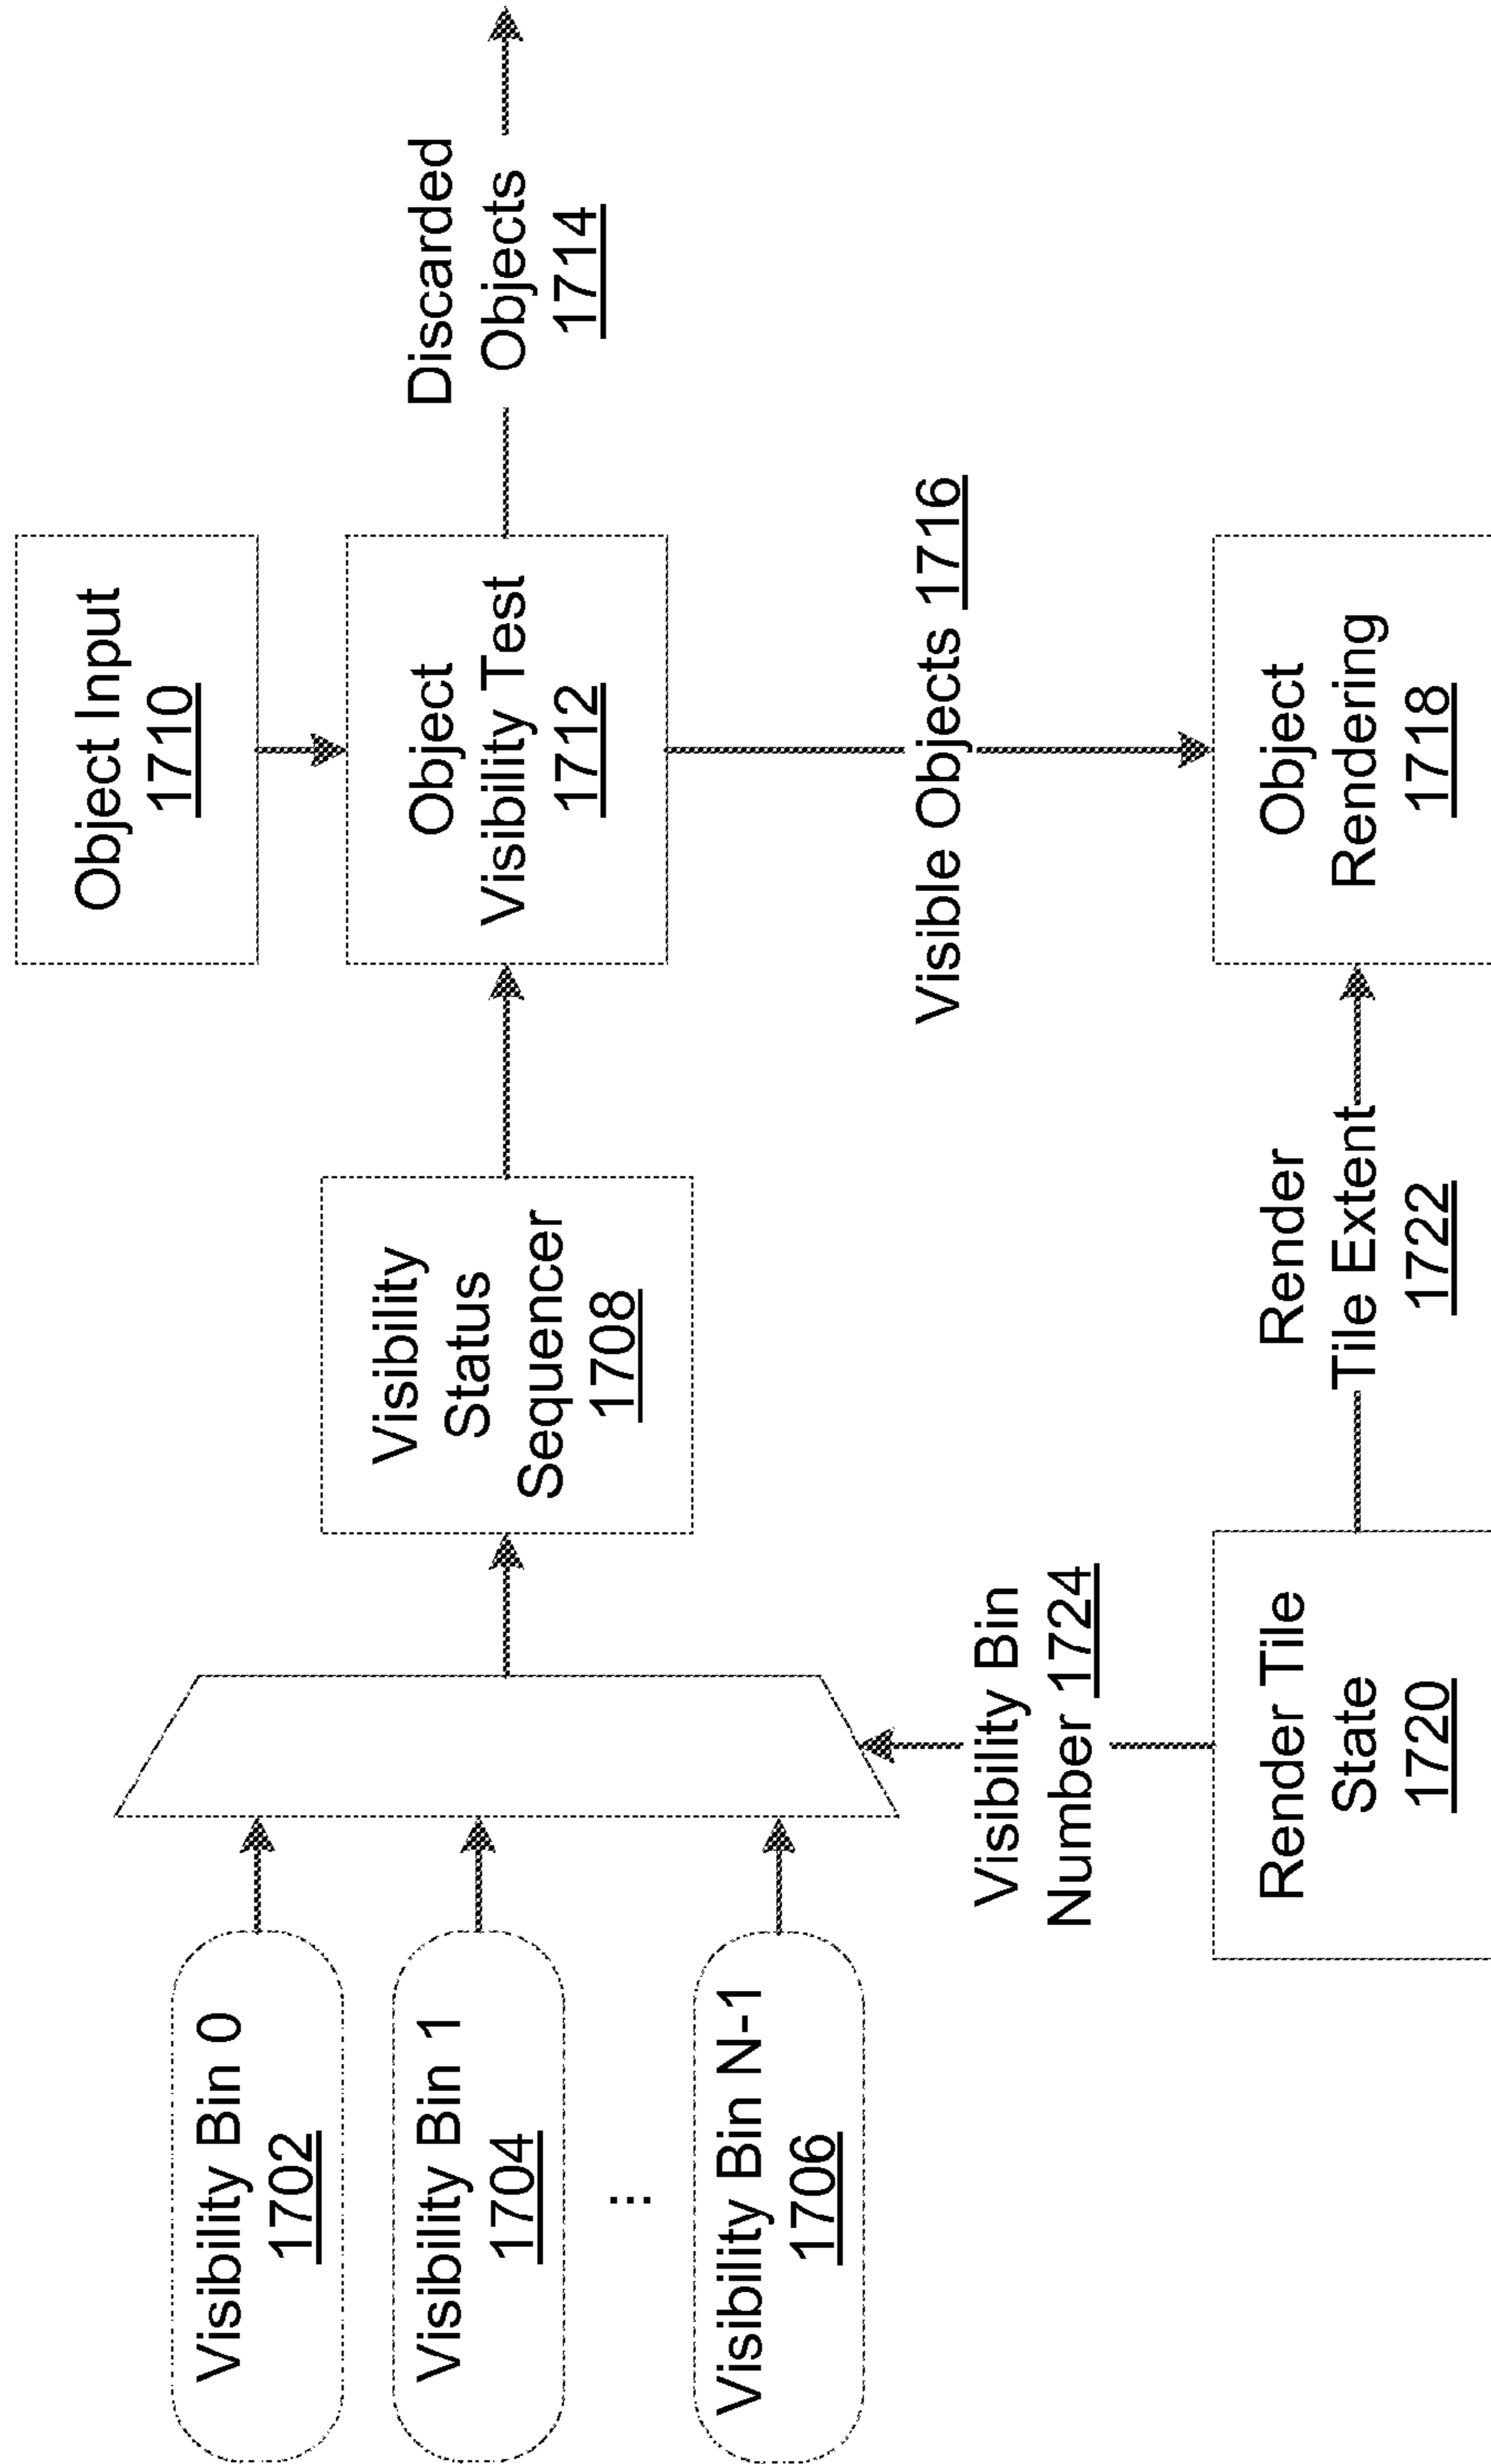 Visibility Bin 0
1702
Visibility Bin 1
1704
...
Visibility Bin N-1
1706
Visibility
Status
Sequencer
1708
Object Input
1710
Object
Visibility Test
1712
Discarded
Objects
1714
Visible Objects 1716
Visibility Bin
Number 1724
Render Tile
State
1720
Render
Tile Extent
1722
Object
Rendering
1718